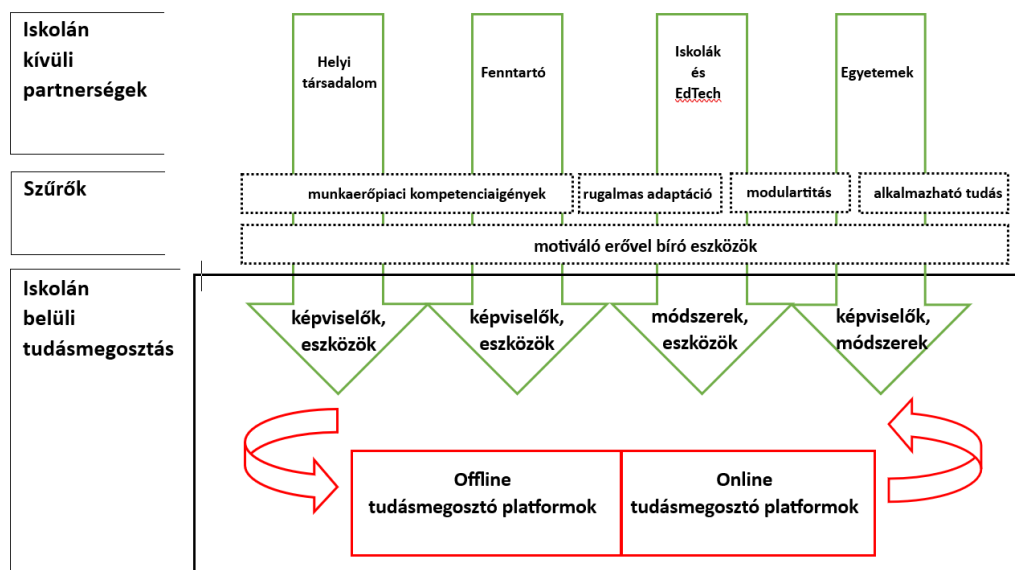 Iskolán
kívüli
partnerségek
Helyi
társadalom
Fenntartó
Iskolák
és
EdTech
Egyetemek
Szűrők
munkaerőpiaci kompetenciaigények
rugalmas adaptáció
modulartitás
alkalmazható tudás
motiváló erővel bíró eszközök
Iskolán
belüli
tudásmegosztás
képviselők,
eszközök
képviselők,
eszközök
módszerek,
eszközök
képviselők,
módszerek
Offline
tudásmegosztó platformok
Online
tudásmegosztó platformok